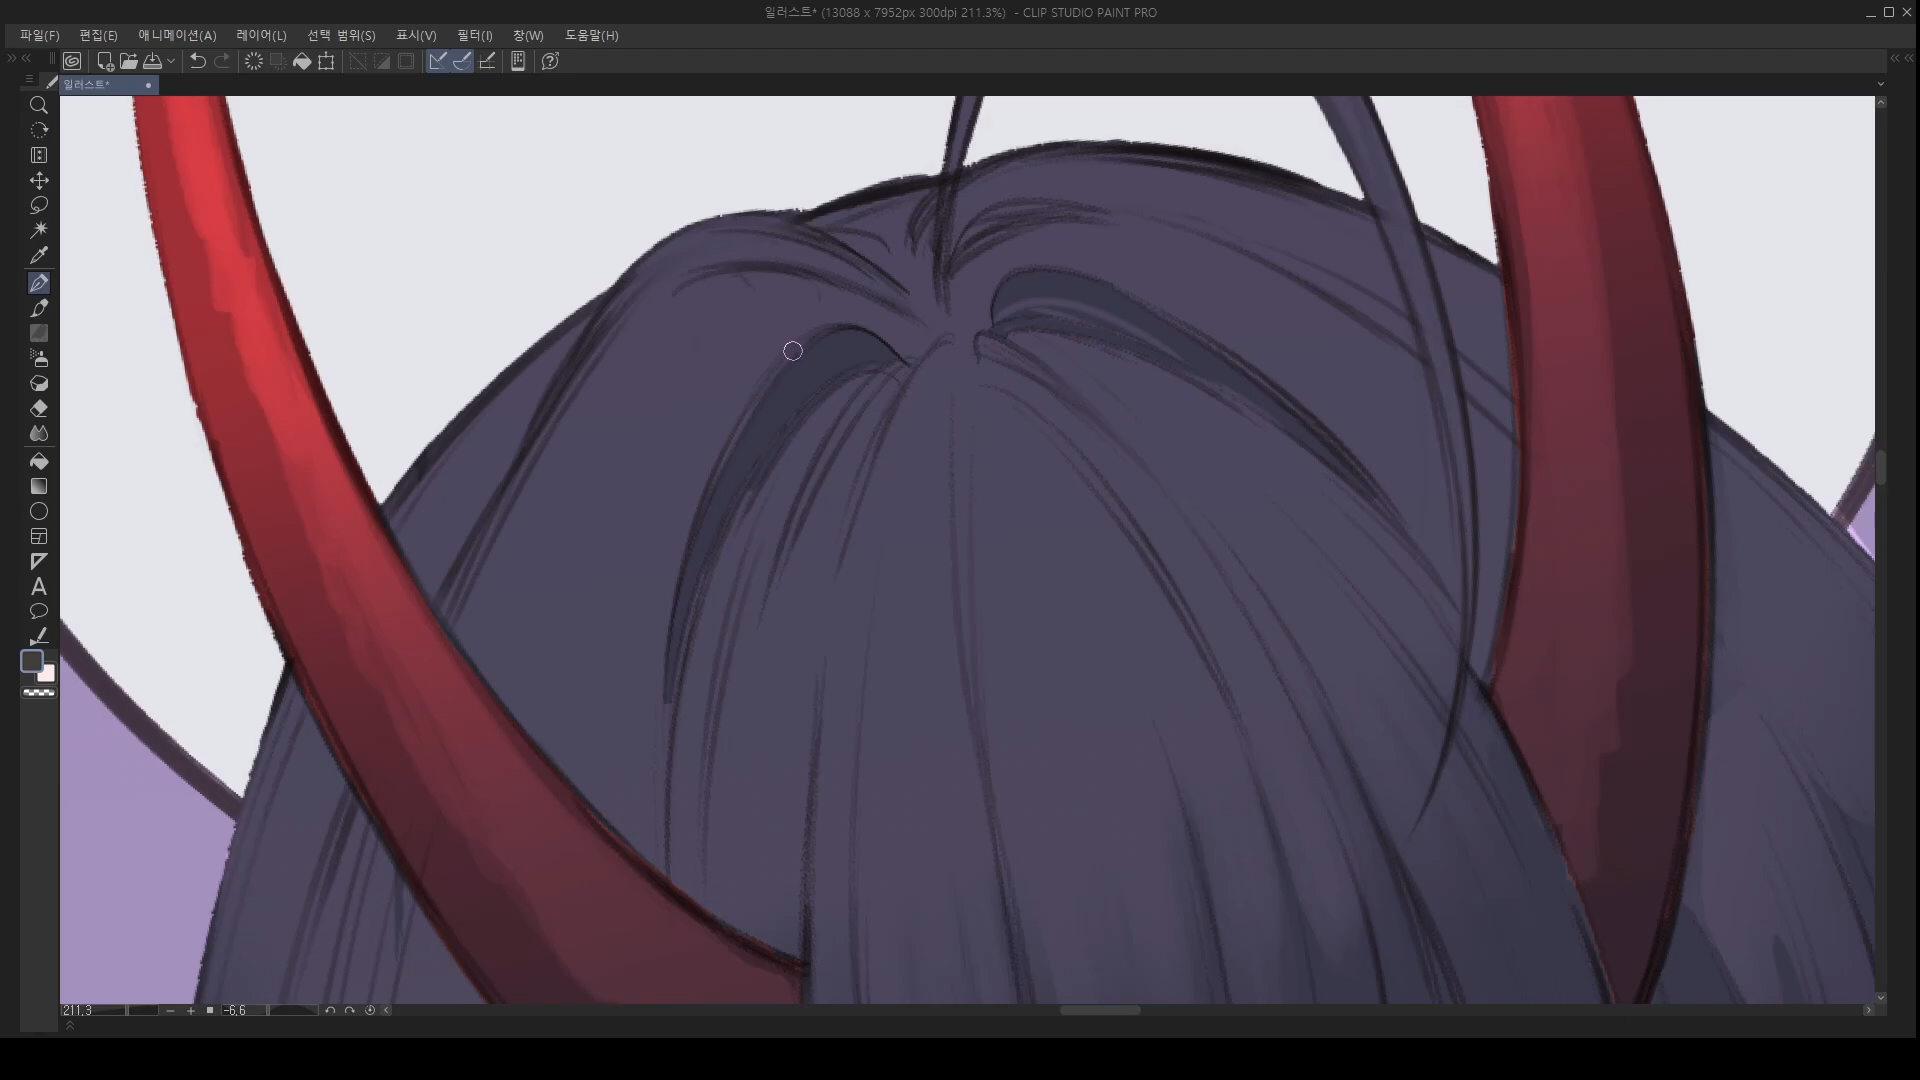 일러스트* (13088 x 7952px 300dpi 211.3%) - CLIP STUDIO PAINT PRO
파일(F) 편집(E) 애니메이션(A) 레이어(L) 선택 범위(S) 표시(V) 필터(I) 창(W) 도움말(H)
일러스트*
211.3 -6.6